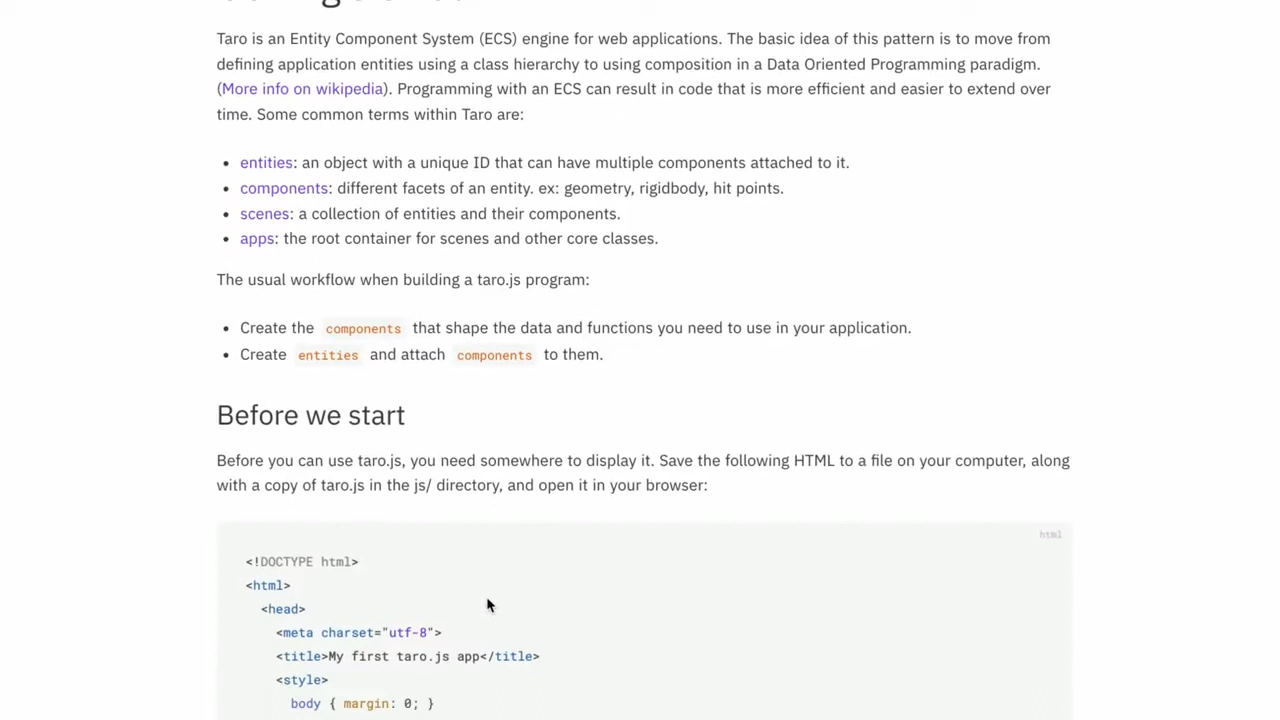 Taro is an Entity Component System (ECS) engine for web applications. The basic idea of this pattern is to move from
defining application entities using a class hierarchy to using composition in a Data Oriented Programming paradigm.
(More info on wikipedia). Programming with an ECS can result in code that is more efficient and easier to extend over
time. Some common terms within Taro are:
• entities: an object with a unique ID that can have multiple components attached to it.
• components: different facets of an entity. ex: geometry, rigidbody, hit points.
• scenes: a collection of entities and their components.
• apps: the root container for scenes and other core classes.
The usual workflow when building a taro.js program:
• Create the components that shape the data and functions you need to use in your application.
• Create entities and attach components to them.
Before we start
Before you can use taro.js, you need somewhere to display it. Save the following HTML to a file on your computer, along
with a copy of taro.js in the js/ directory, and open it in your browser:
html
<!DOCTYPE html>
<html>
<head>
<meta charset="utf-8">
<title>My first taro.js app</title>
<style>
body { margin: 0; }